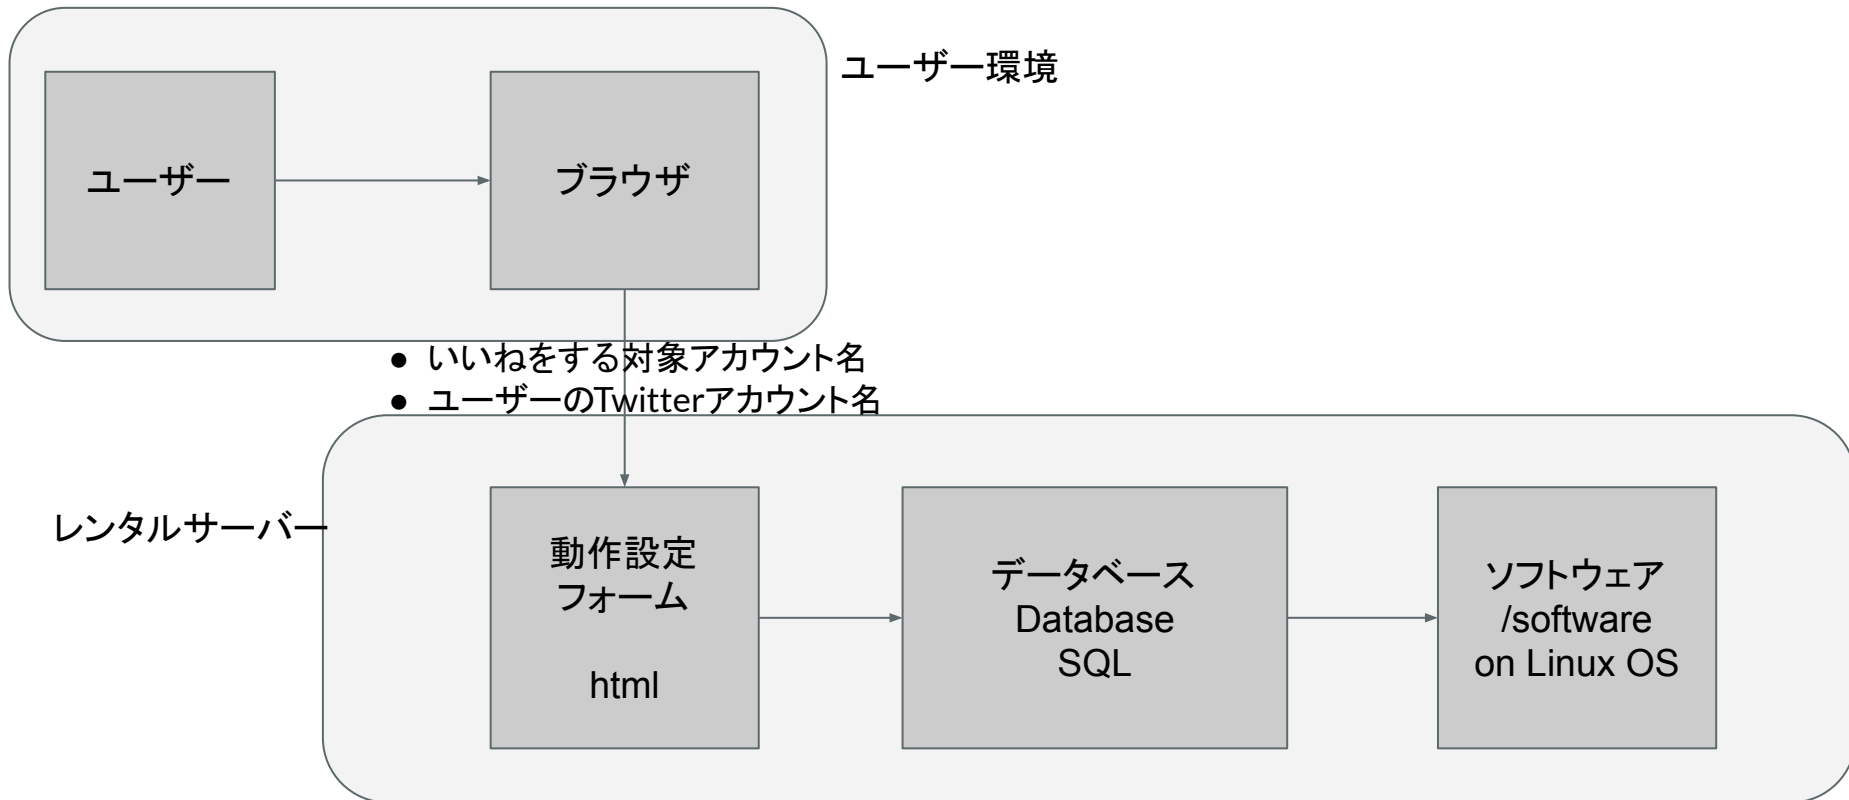 ユーザー環境
ユーザー
ブラウザ
● いいねをする対象アカウント名
● ユーザーのTwitterアカウント名
レンタルサーバー
動作設定
フォーム
html
データベース
Database
SQL
ソフトウェア
/software
on Linux OS